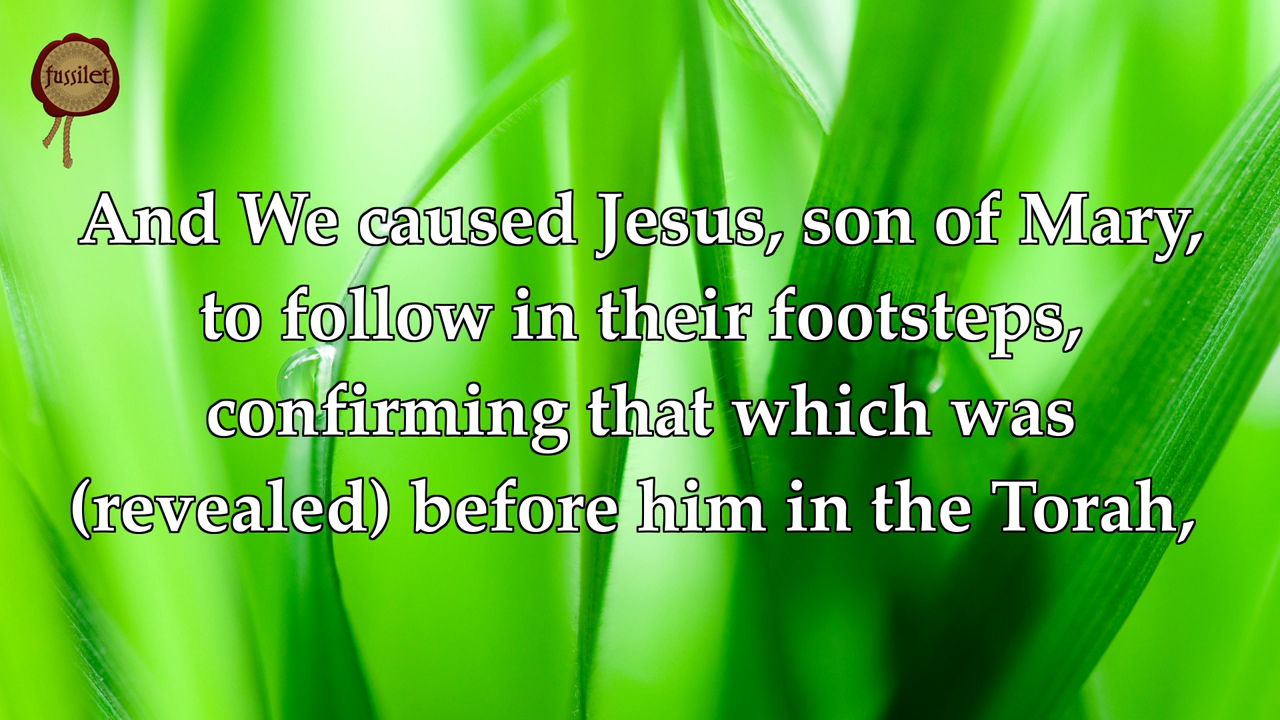 fussilet
And We caused Jesus, son of Mary,
to follow in their footsteps,
confirming that which was
(revealed) before him in the Torah,